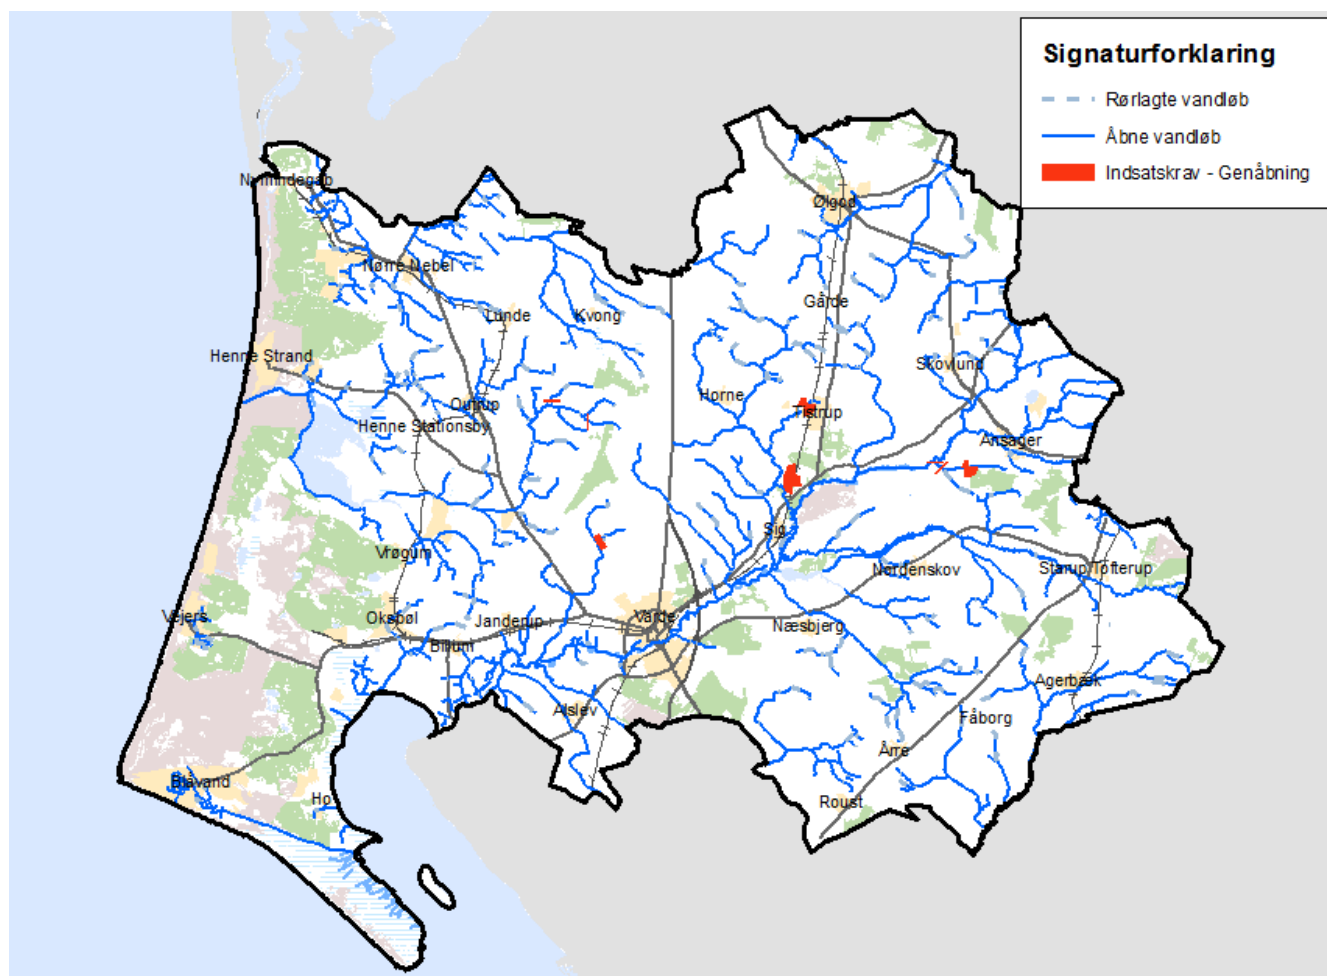 Signaturforklaring
Rørlagte vandløb
Åbne vandløb
Indsatskrav - Genåbning
Nymindegab
Ølgod
Nørre Nebel
Gårde
Lunde
Kvong
Henne Strand
Skovlund
Horne
Outrup
Tistrup
Henne Stationsby
Ansager
Sig
Vrøgum
Nordenskov
Starup/Tofterup
Vejers
Oksbøl
Janderup
Varde
Næsbjerg
Billum
Agerbæk
Alslev
Fåborg
Årre
Blåvand
Ho
Roust